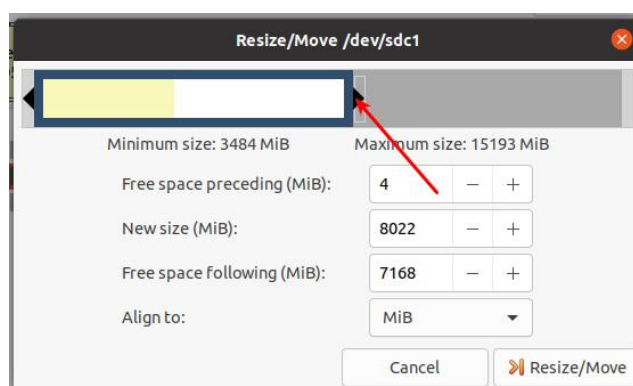 Resize/Move /dev/sdc1
Minimum size: 3484 MiB Maximum size: 15193 MiB
Free space preceding (MiB): 4 − +
New size (MiB): 8022 − +
Free space following (MiB): 7168 − +
Align to: MiB
Cancel Resize/Move